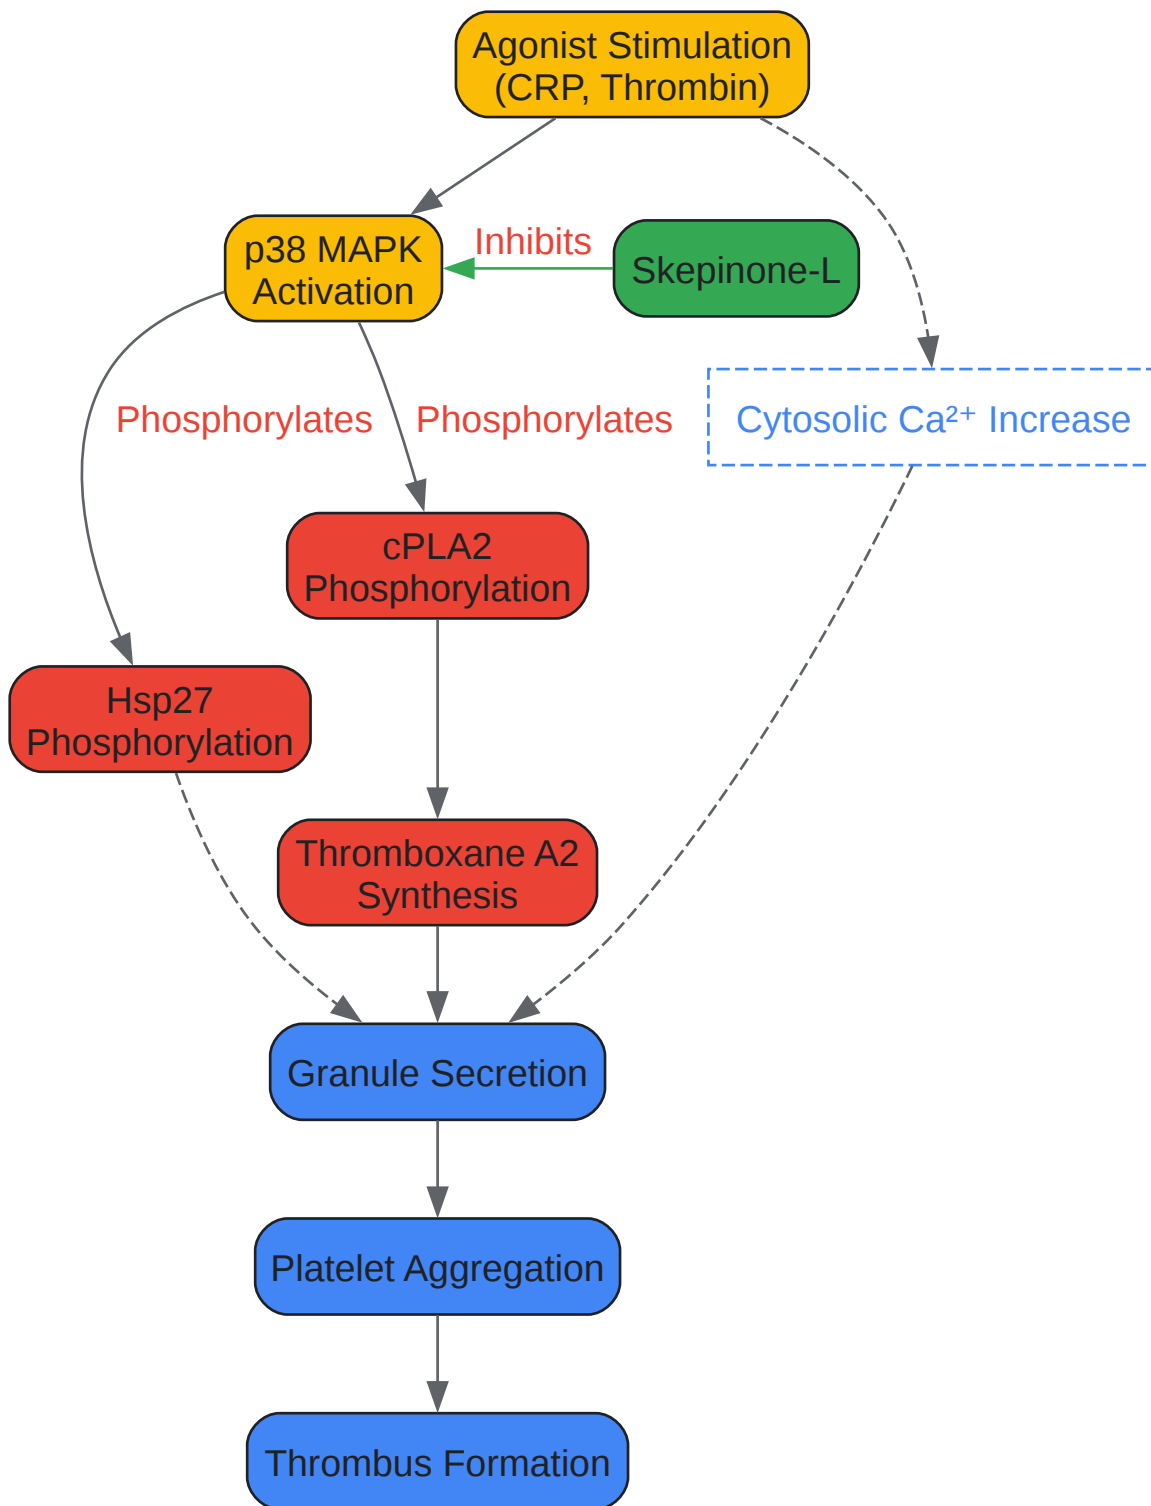 Agonist Stimulation
(CRP, Thrombin)
p38 MAPK
Activation
Inhibits
Skepinone-L
Phosphorylates
Phosphorylates
Cytosolic Ca²⁺ Increase
cPLA2
Phosphorylation
Hsp27
Phosphorylation
Thromboxane A2
Synthesis
Granule Secretion
Platelet Aggregation
Thrombus Formation